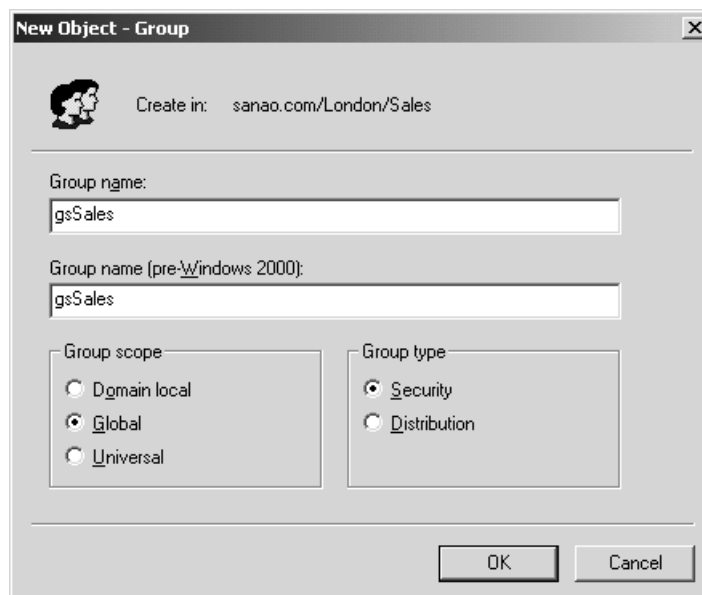 New Object - Group
Create in: sanao.com/London/Sales
Group name:
gsSales
Group name (pre-Windows 2000):
gsSales
Group scope
Domain local
Global
Universal
Group type
Security
Distribution
OK Cancel